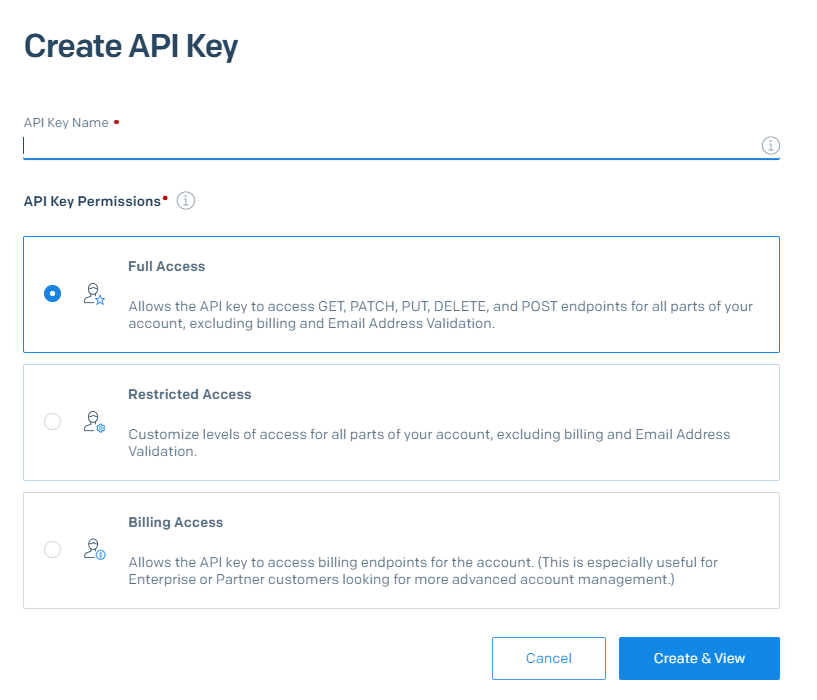 Create API Key
API Key Name
API Key Permissions
Full Access
Allows the API key to access GET, PATCH, PUT, DELETE, and POST endpoints for all parts of your
account, excluding billing and Email Address Validation.
Restricted Access
Customize levels of access for all parts of your account, excluding billing and Email Address
Validation.
Billing Access
Allows the API key to access billing endpoints for the account. (This is especially useful for
Enterprise or Partner customers looking for more advanced account management.)
Cancel
Create & View